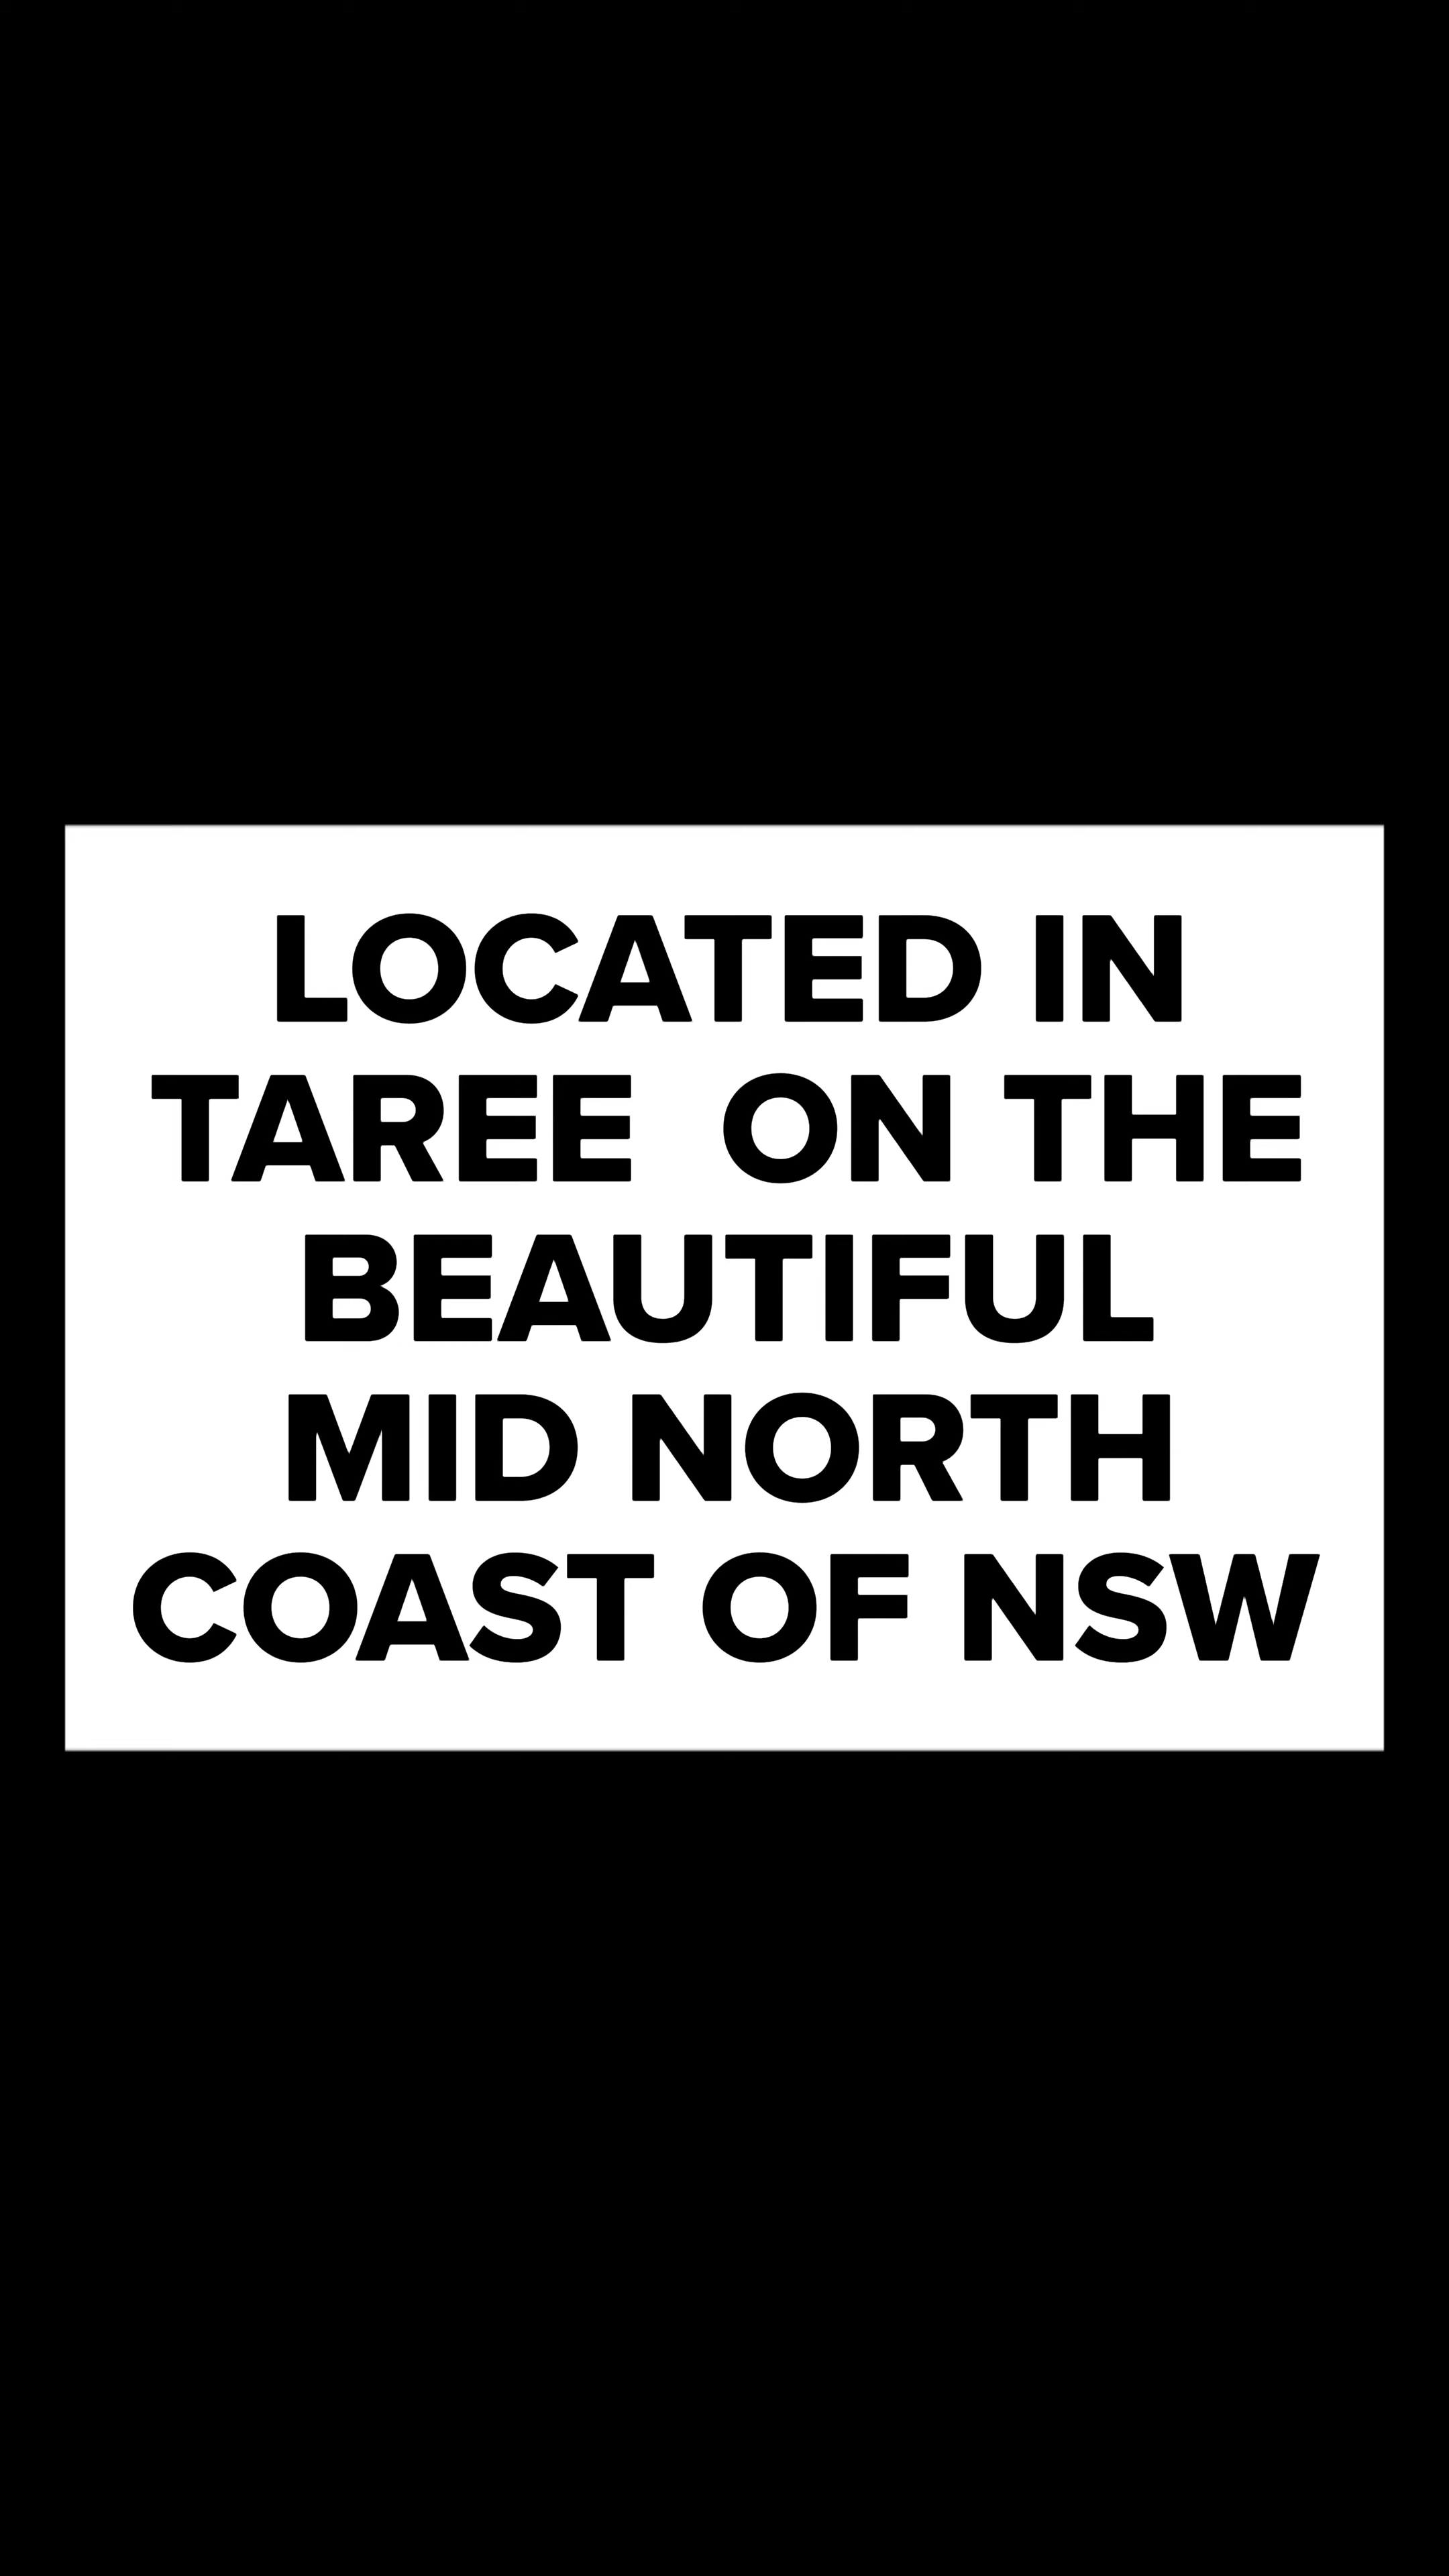 LOCATED IN
TAREE  ON THE
BEAUTIFUL
MID NORTH
COAST OF NSW